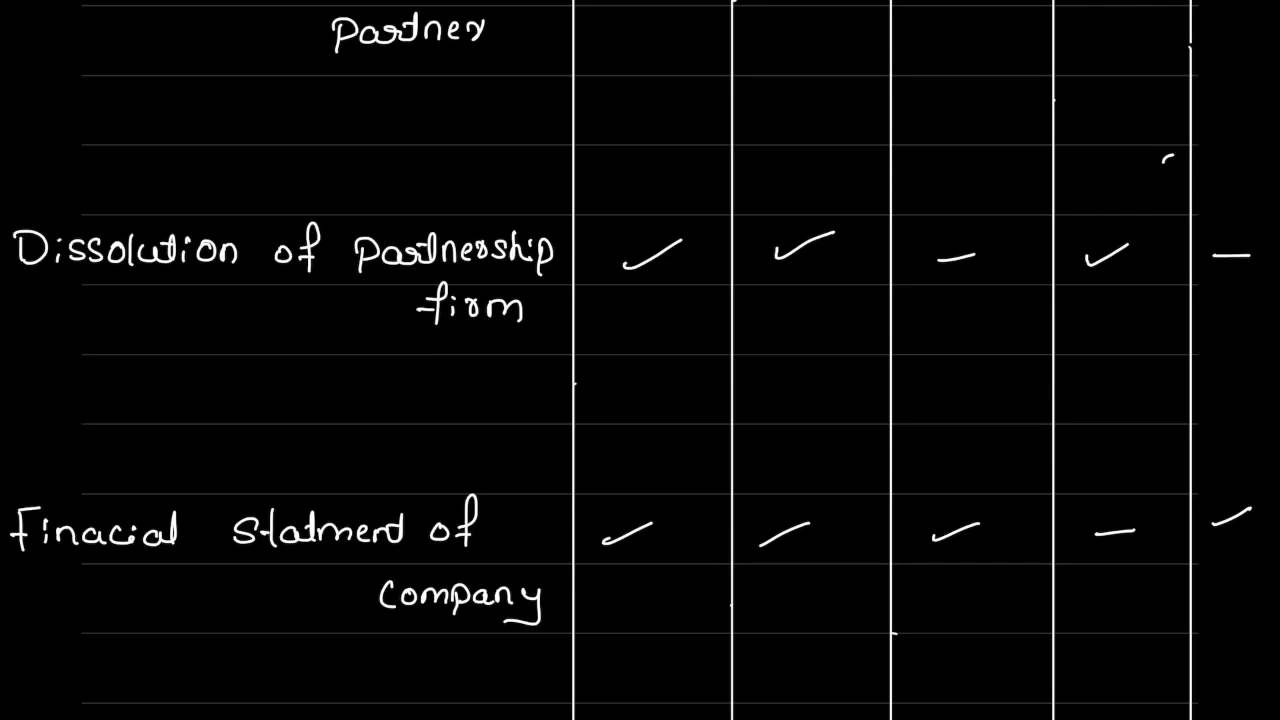 Partner
Dissolution of Partnership ✓ ✓ – ✓ –
firm
Finacial Statment of ✓ ✓ ✓ – ✓
Company